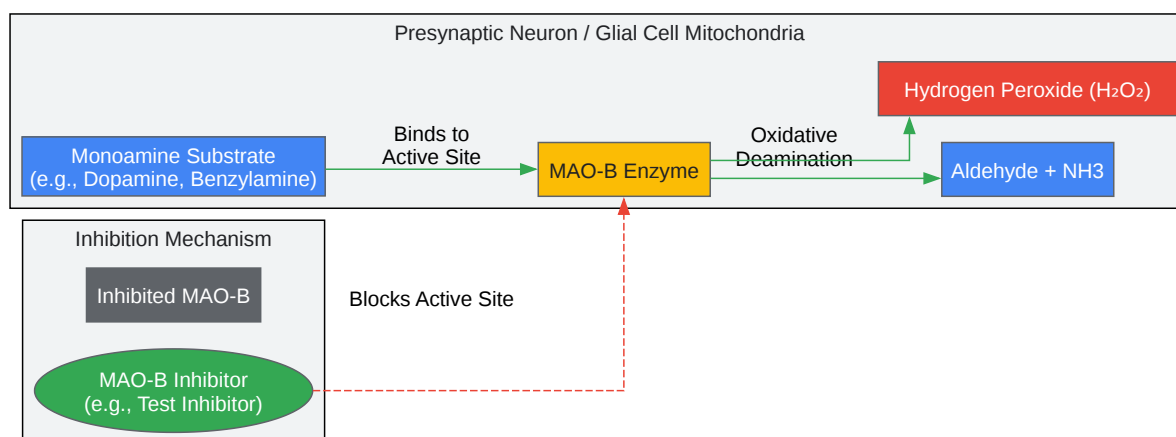 Presynaptic Neuron / Glial Cell Mitochondria
Hydrogen Peroxide (H₂O₂)
Monoamine Substrate
(e.g., Dopamine, Benzylamine)
Binds to
Active Site
MAO-B Enzyme
Oxidative
Deamination
Aldehyde + NH3
Inhibition Mechanism
Inhibited MAO-B
Blocks Active Site
MAO-B Inhibitor
(e.g., Test Inhibitor)